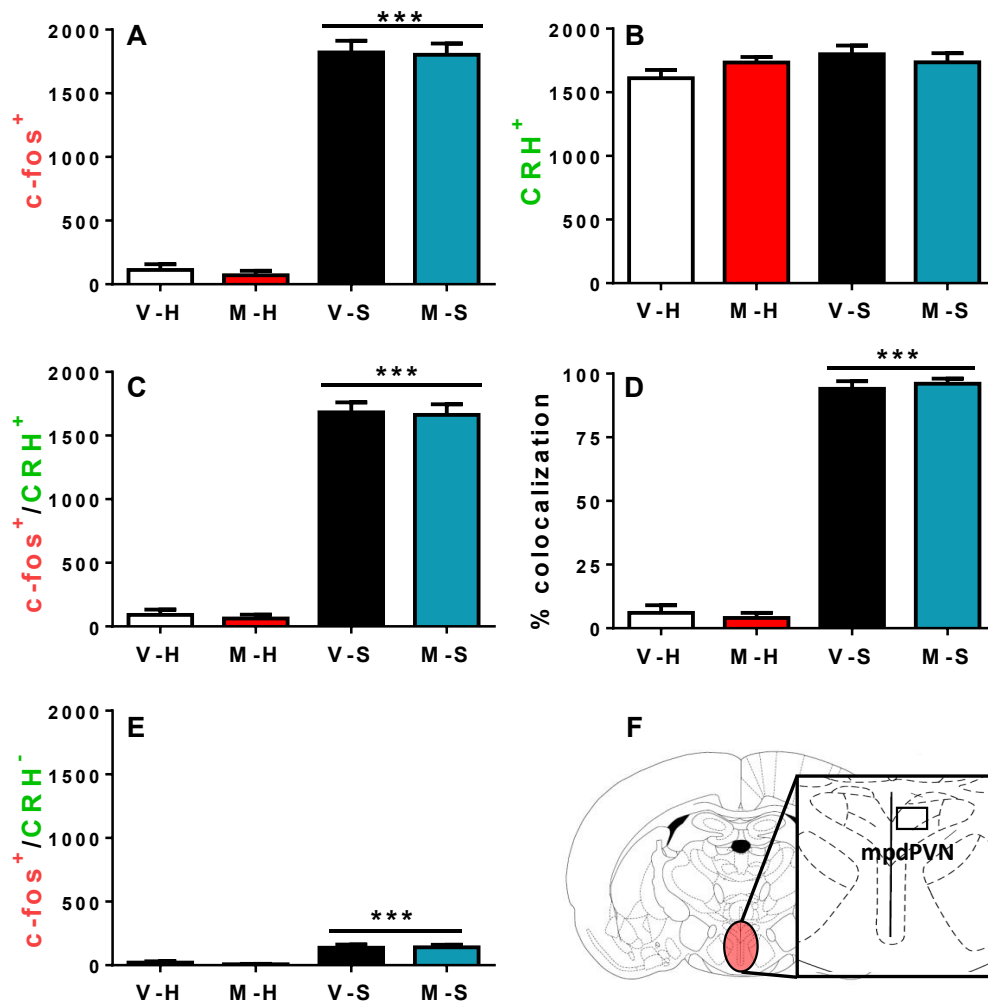 A
***
c-fos⁺
2000
1500
1000
500
0
V-H M-H V-S M-S
B
CRH⁺
2000
1500
1000
500
0
V-H M-H V-S M-S
C
***
c-fos⁺/CRH⁺
2000
1500
1000
500
0
V-H M-H V-S M-S
D
***
% colocalization
100
75
50
25
0
V-H M-H V-S M-S
E
***
c-fos⁺/CRH⁻
2000
1500
1000
500
0
V-H M-H V-S M-S
F
mpdPVN